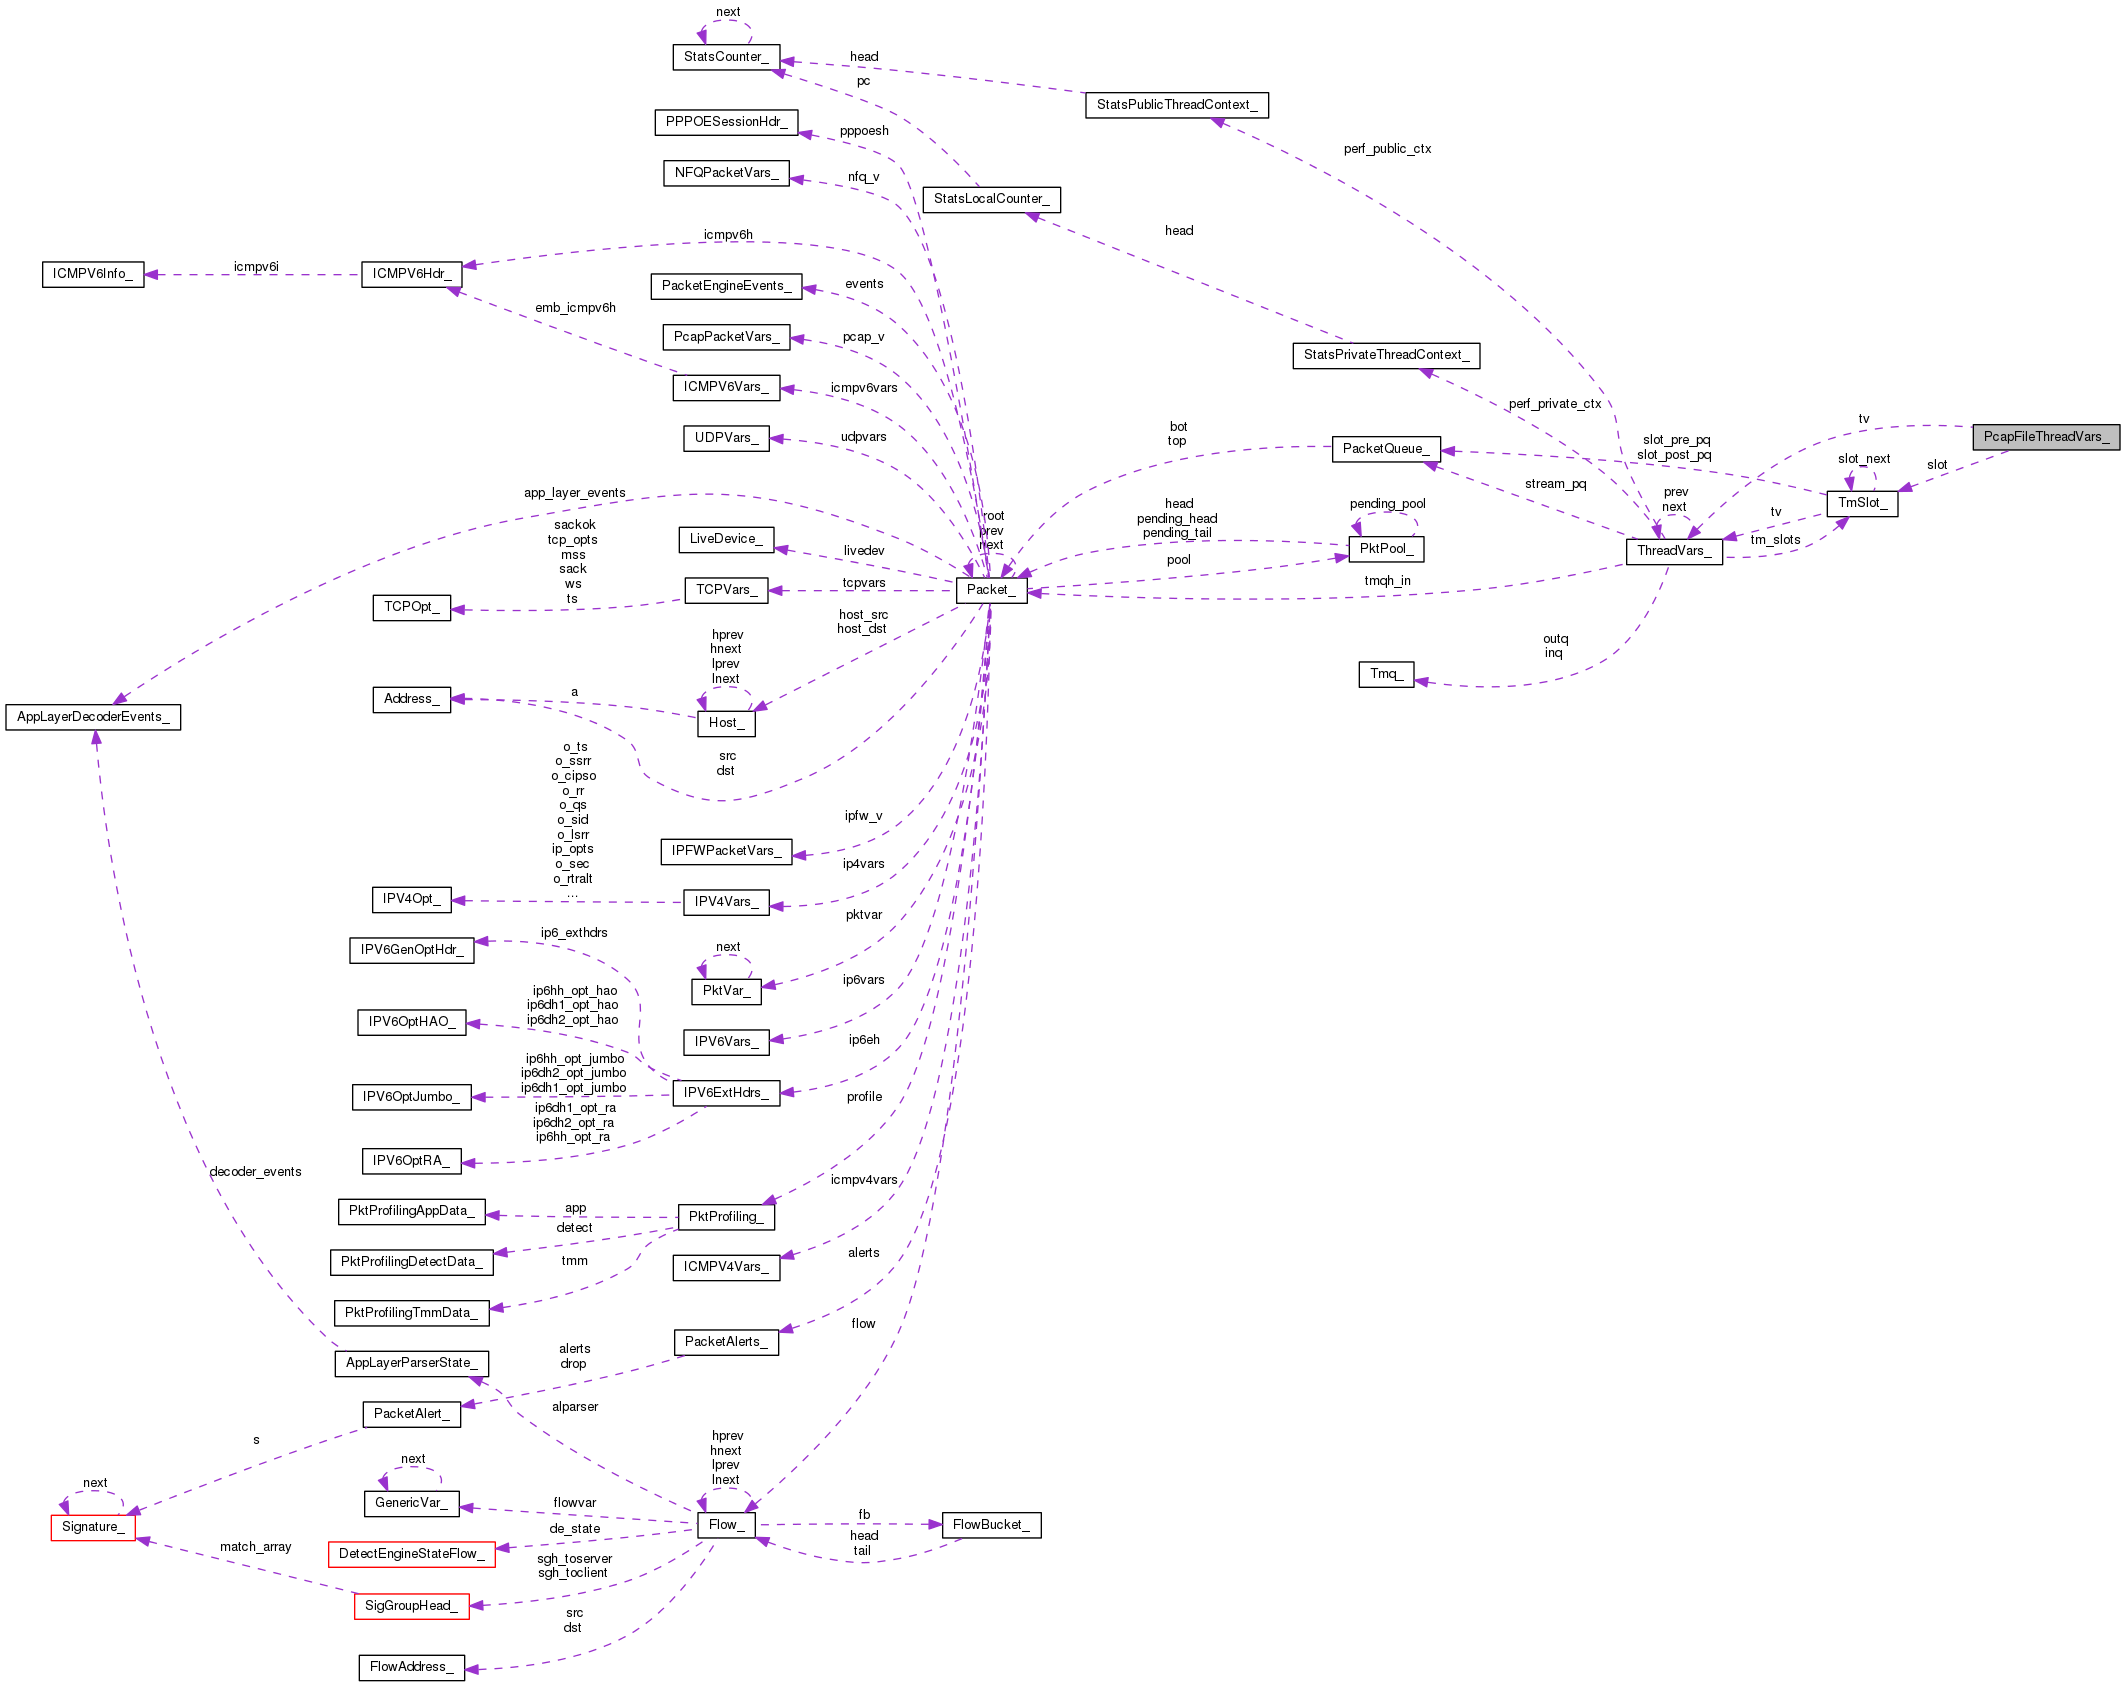 next
StatsCounter_
head
pc
StatsPublicThreadContext_
PPPOESessionHdr_
pppoesh
perf_public_ctx
NFQPacketVars_
nfq_v
StatsLocalCounter_
icmpv6h
head
ICMPV6Info_
icmpv6i
ICMPV6Hdr_
PacketEngineEvents_
events
emb_icmpv6h
PcapPacketVars_
pcap_v
StatsPrivateThreadContext_
ICMPV6Vars_
icmpv6vars
perf_private_ctx
tv
UDPVars_
udpvars
bot
top
PacketQueue_
slot_pre_pq
slot_post_pq
PcapFileThreadVars_
slot_next
slot
stream_pq
prev
next
TmSlot_
app_layer_events
head
pending_head
pending_tail
pending_pool
tv
tm_slots
sackok
tcp_opts
mss
sack
ws
ts
LiveDevice_
livedev
root
prev
next
PktPool_
ThreadVars_
pool
TCPOpt_
TCPVars_
tcpvars
Packet_
tmqh_in
host_src
host_dst
hprev
hnext
lprev
lnext
outq
inq
Tmq_
Address_
a
Host_
AppLayerDecoderEvents_
src
dst
o_ts
o_ssrr
o_cipso
o_rr
o_qs
o_sid
o_lsrr
ip_opts
o_sec
o_rtralt
...
IPFWPacketVars_
ipfw_v
IPV4Opt_
IPV4Vars_
ip4vars
IPV6GenOptHdr_
ip6_exthdrs
next
PktVar_
pktvar
IPV6OptHAO_
ip6hh_opt_hao
ip6dh1_opt_hao
ip6dh2_opt_hao
IPV6Vars_
ip6vars
IPV6OptJumbo_
ip6hh_opt_jumbo
ip6dh2_opt_jumbo
ip6dh1_opt_jumbo
IPV6ExtHdrs_
ip6eh
IPV6OptRA_
ip6dh1_opt_ra
ip6dh2_opt_ra
ip6hh_opt_ra
profile
decoder_events
PktProfilingAppData_
app
PktProfiling_
icmpv4vars
PktProfilingDetectData_
detect
ICMPV4Vars_
alerts
tmm
PktProfilingTmmData_
PacketAlerts_
flow
AppLayerParserState_
alerts
drop
PacketAlert_
alparser
s
next
GenericVar_
hprev
hnext
lprev
lnext
next
Signature_
flowvar
Flow_
fb
FlowBucket_
head
tail
DetectEngineStateFlow_
de_state
match_array
sgh_toserver
sgh_toclient
SigGroupHead_
src
dst
FlowAddress_